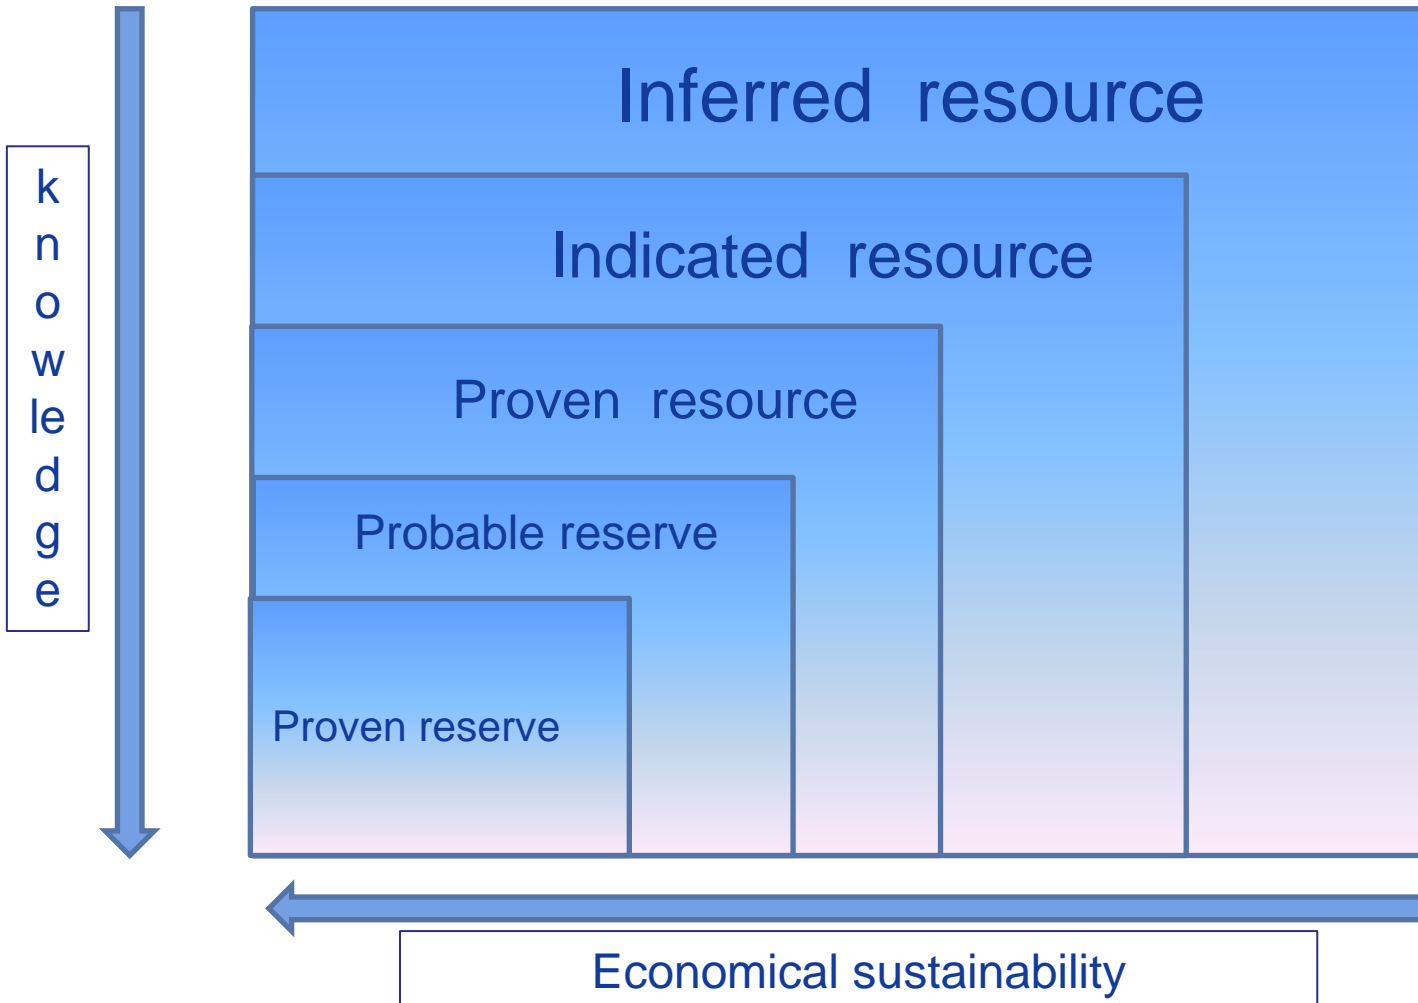 Inferred resource
k
n
o
w
le
d
g
e
Indicated resource
Proven resource
Probable reserve
Proven reserve
Economical sustainability